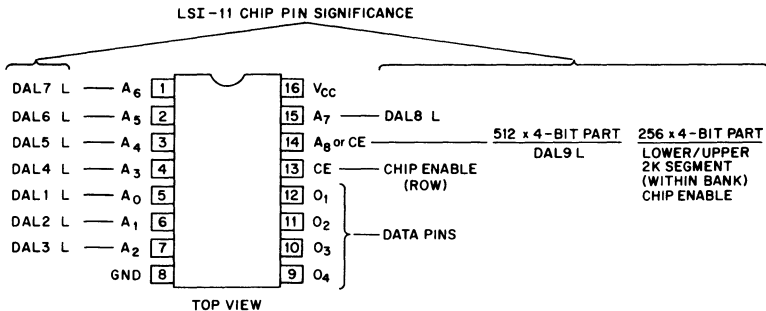 LSI-11 CHIP PIN SIGNIFICANCE
DAL7 L — A6 1
DAL6 L — A5 2
DAL5 L — A4 3
DAL4 L — A3 4
DAL1 L — A0 5
DAL2 L — A1 6
DAL3 L — A2 7
GND 8
16 VCC
15 A7 — DAL8 L
14 A8 or CE
13 CE — CHIP ENABLE
(ROW)
12 O1
11 O2
10 O3
9 O4
DATA PINS
512 x 4-BIT PART
DAL9 L
256 x 4-BIT PART
LOWER/UPPER
2K SEGMENT
(WITHIN BANK)
CHIP ENABLE
TOP VIEW